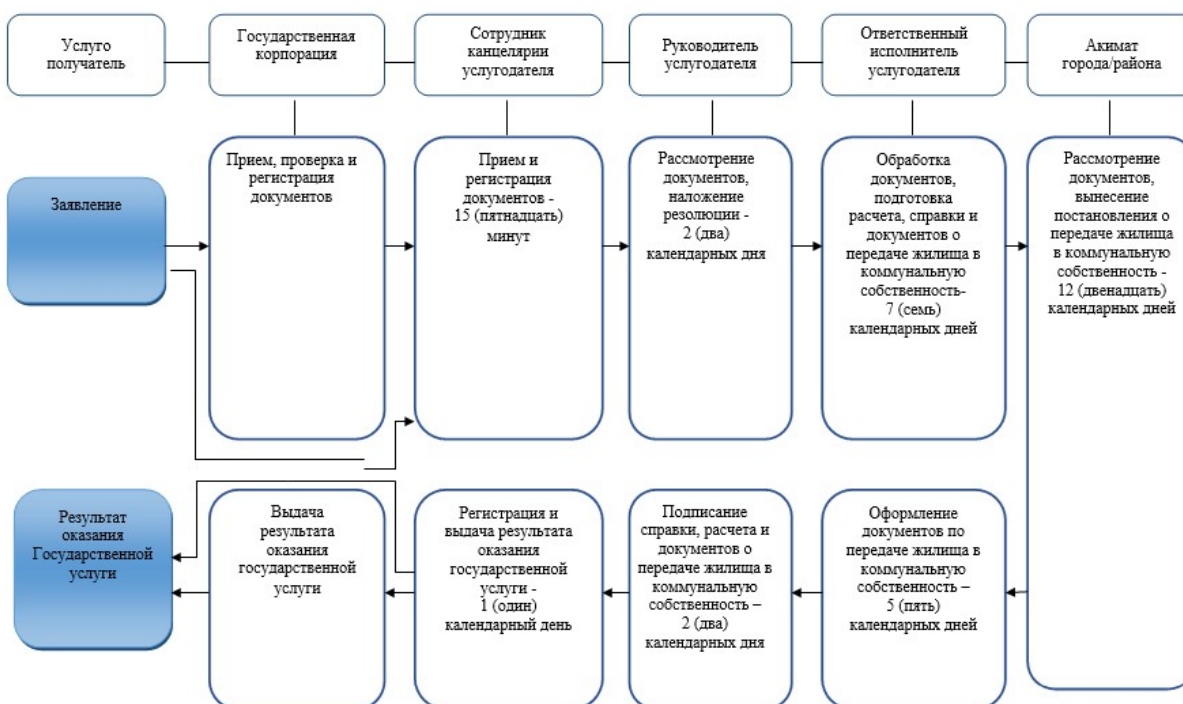 Услуго
получатель
Государственная
корпорация
Сотрудник
канцелярии
услугодателя
Руководитель
услугодателя
Ответственный
исполнитель
услугодателя
Акимат
города/района
Заявление
Прием, проверка и
регистрация
документов
Прием и
регистрация
документов -
15 (пятнадцать)
минут
Рассмотрение
документов,
наложение
резолюции -
2 (два)
календарных дня
Обработка
документов,
подготовка
расчета, справки и
документов о
передаче жилища в
коммунальную
собственность-
7 (семь)
календарных дней
Рассмотрение
документов,
вынесение
постановления о
передаче жилища
в коммунальную
собственность -
12 (двенадцать)
календарных дней
Результат
оказания
Государственной
услуги
Выдача
результата
оказания
государственной
услуги
Регистрация и
выдача результата
оказания
государственной
услуги -
1 (один)
календарный день
Подписание
справки, расчета и
документов о
передаче жилища в
коммунальную
собственность –
2 (два)
календарных дня
Оформление
документов по
передаче жилища в
коммунальную
собственность –
5 (пять)
календарных дней